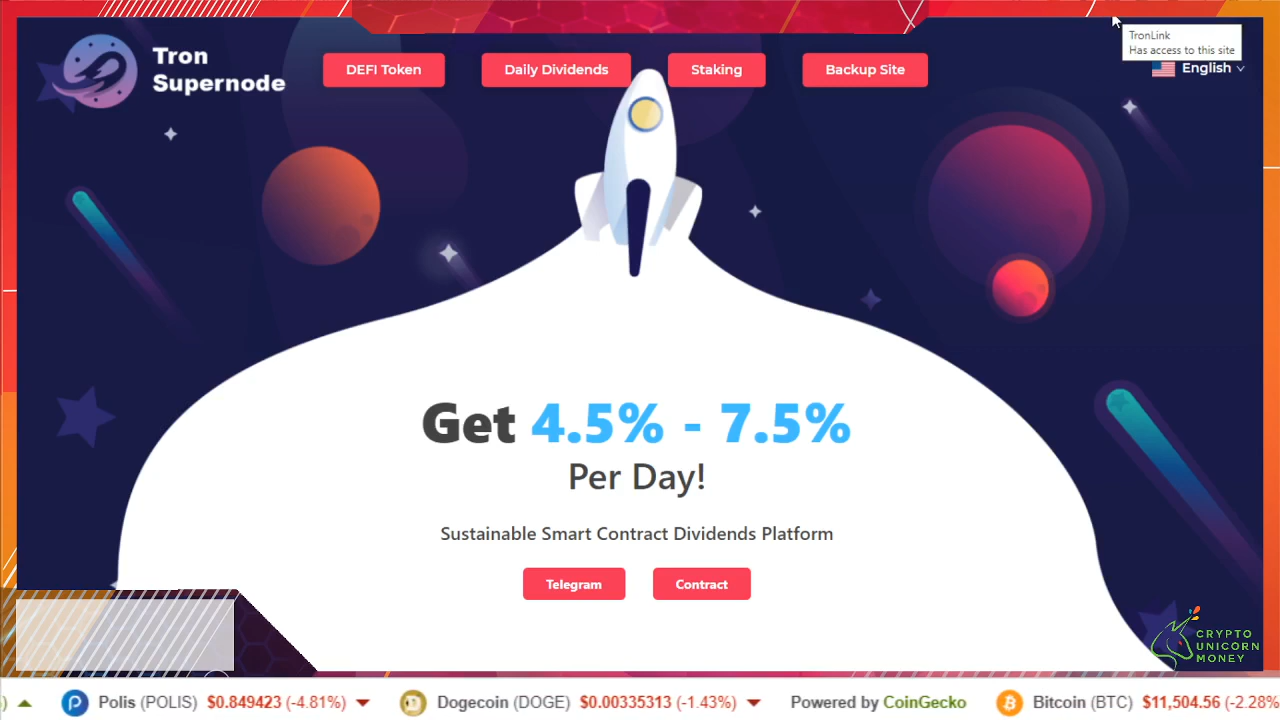 TronLink
Has access to this site
Tron
Supernode
DEFI Token
Daily Dividends
Staking
Backup Site
English
Get 4.5% - 7.5%
Per Day!
Sustainable Smart Contract Dividends Platform
Telegram
Contract
CRYPTO
UNICORN
MONEY
) Polis (POLIS) $0.849423 (-4.81%) Dogecoin (DOGE) $0.00335313 (-1.43%) Powered by CoinGecko Bitcoin (BTC) $11,504.56 (-2.28%